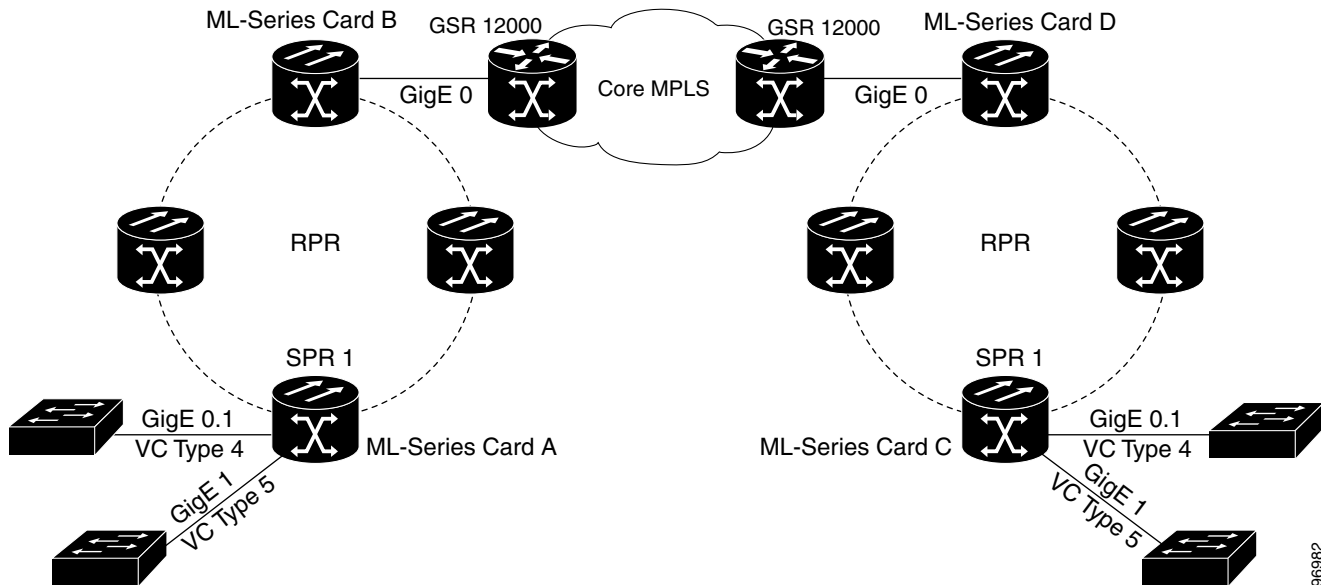 ML-Series Card B
GSR 12000
GSR 12000
ML-Series Card D
GigE 0
Core MPLS
GigE 0
RPR
RPR
SPR 1
SPR 1
GigE 0.1
VC Type 4
ML-Series Card A
ML-Series Card C
GigE 0.1
VC Type 4
GigE 1
VC Type 5
GigE 1
VC Type 5
96982